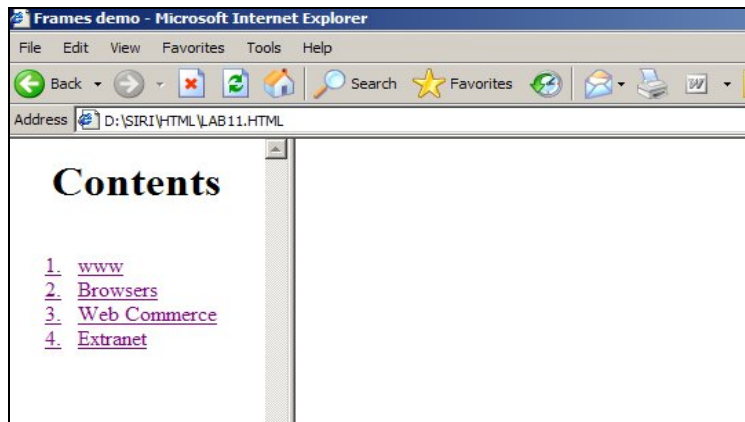 Frames demo - Microsoft Internet Explorer
File Edit View Favorites Tools Help
Back Search Favorites W
Address D:\SIRI\HTML\LAB11.HTML
Contents
1. www
2. Browsers
3. Web Commerce
4. Extranet